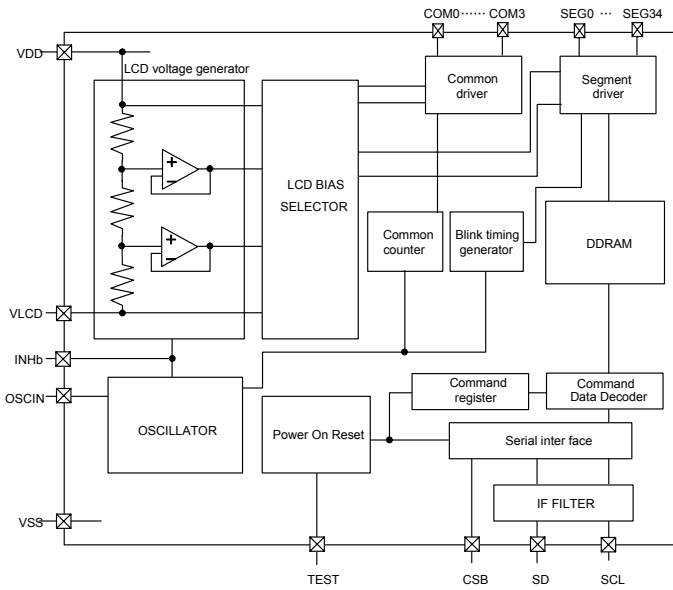 COM0 ······ COM3
SEG0 ··· SEG34
VDD
LCD voltage generator
Common
driver
Segment
driver
+
−
LCD BIAS
SELECTOR
Common
counter
Blink timing
generator
DDRAM
+
−
VLCD
INHb
OSCIN
OSCILLATOR
Command
register
Command
Data Decoder
Power On Reset
Serial inter face
IF FILTER
VSS
TEST
CSB
SD
SCL